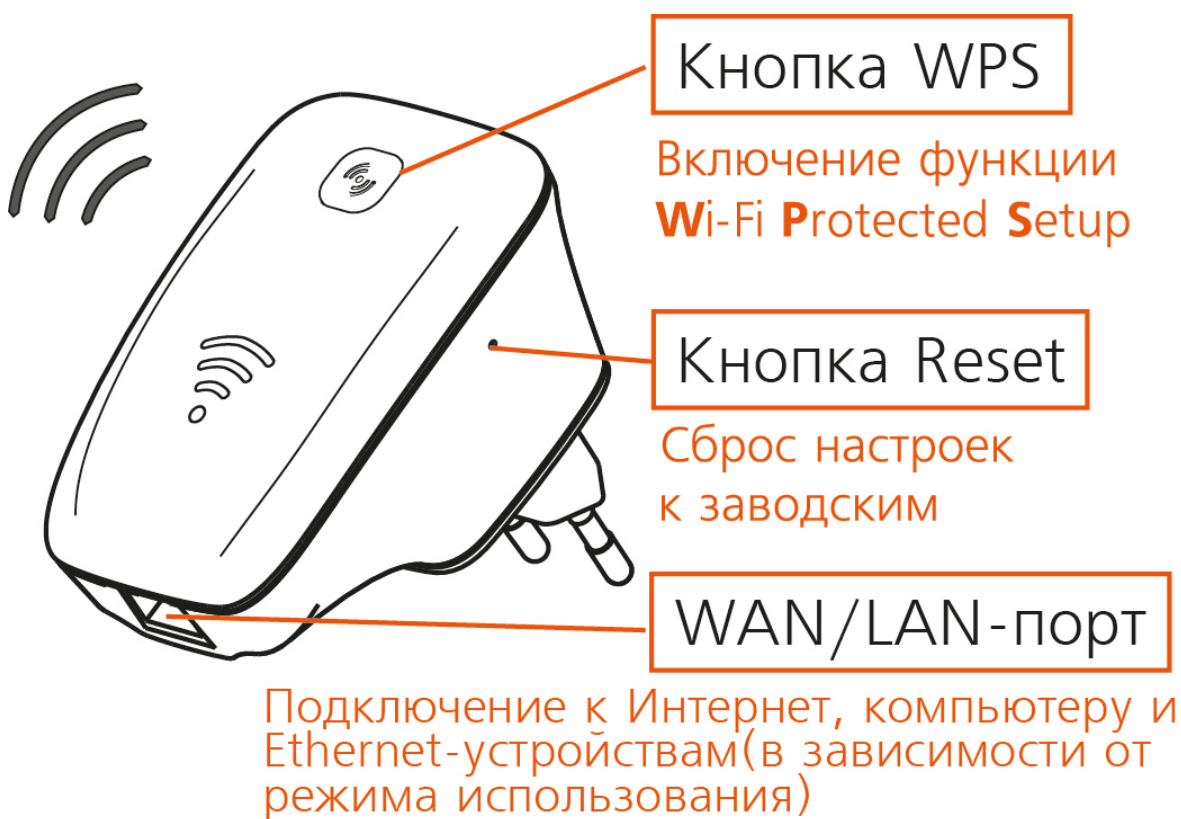 Кнопка WPS
Включение функции
Wi-Fi Protected Setup
Кнопка Reset
Сброс настроек
к заводским
WAN/LAN-порт
Подключение к Интернет, компьютеру и
Ethernet-устройствам(в зависимости от
режима использования)